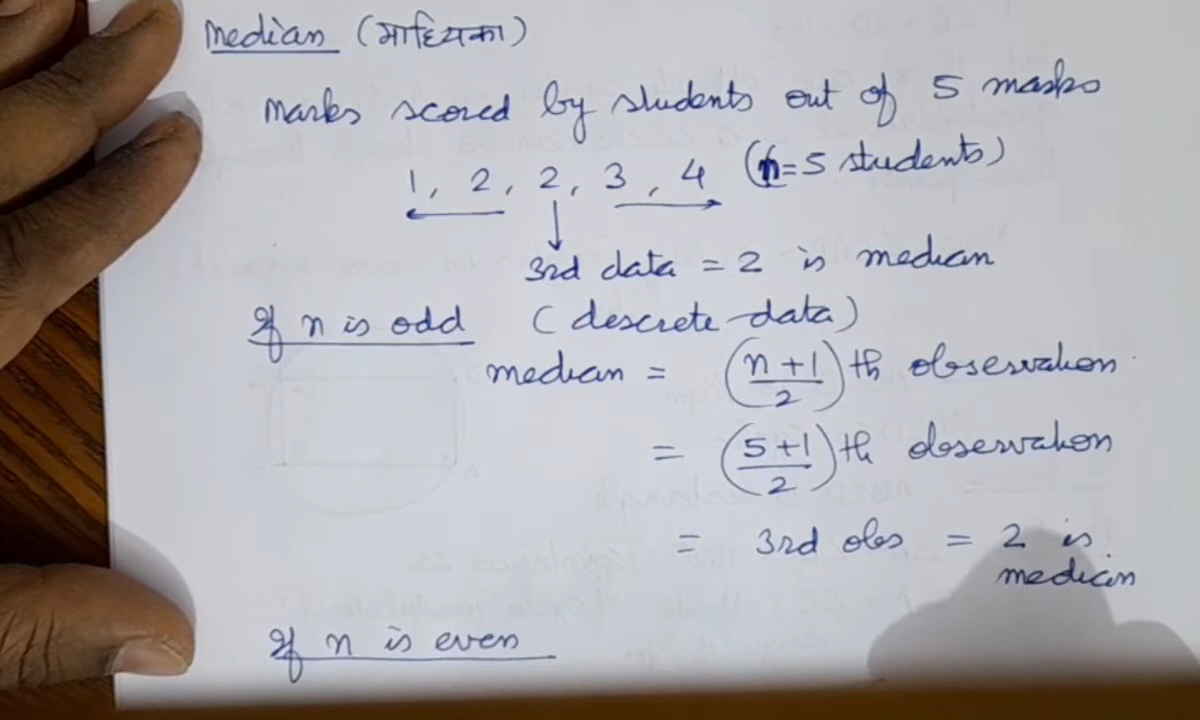 Median (माध्यिका)
Marks scored by students out of 5 marks
1, 2, 2, 3, 4 (n=5 students)
3rd data = 2 is median
If n is odd (descrete data)
median = (n+1/2)th observation
= (5+1/2)th observation
= 3rd obs = 2 is
median
If n is even